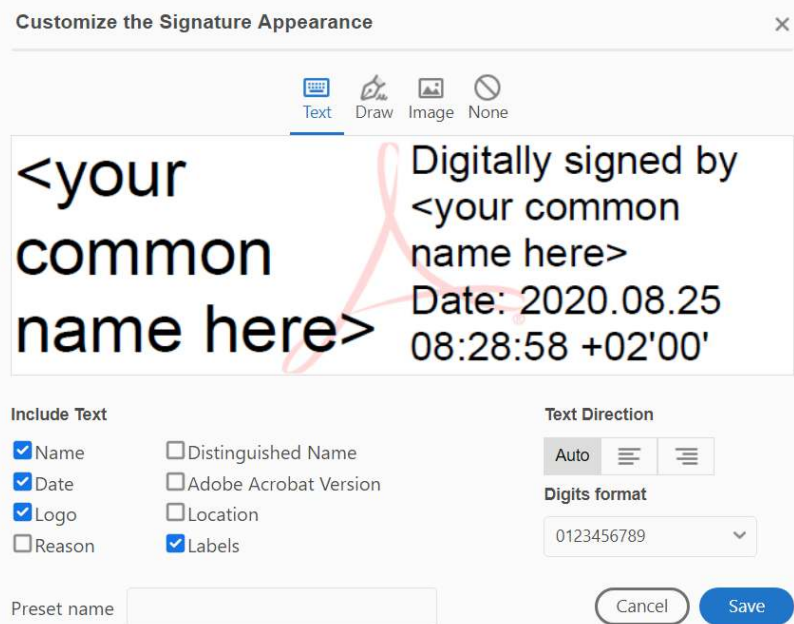 Customize the Signature Appearance
Text Draw Image None
<your
common
name here>
Digitally signed by
<your common
name here>
Date: 2020.08.25
08:28:58 +02'00'
Include Text
Name
Distinguished Name
Date
Adobe Acrobat Version
Logo
Location
Reason
Labels
Text Direction
Auto
Digits format
0123456789
Preset name
Cancel
Save